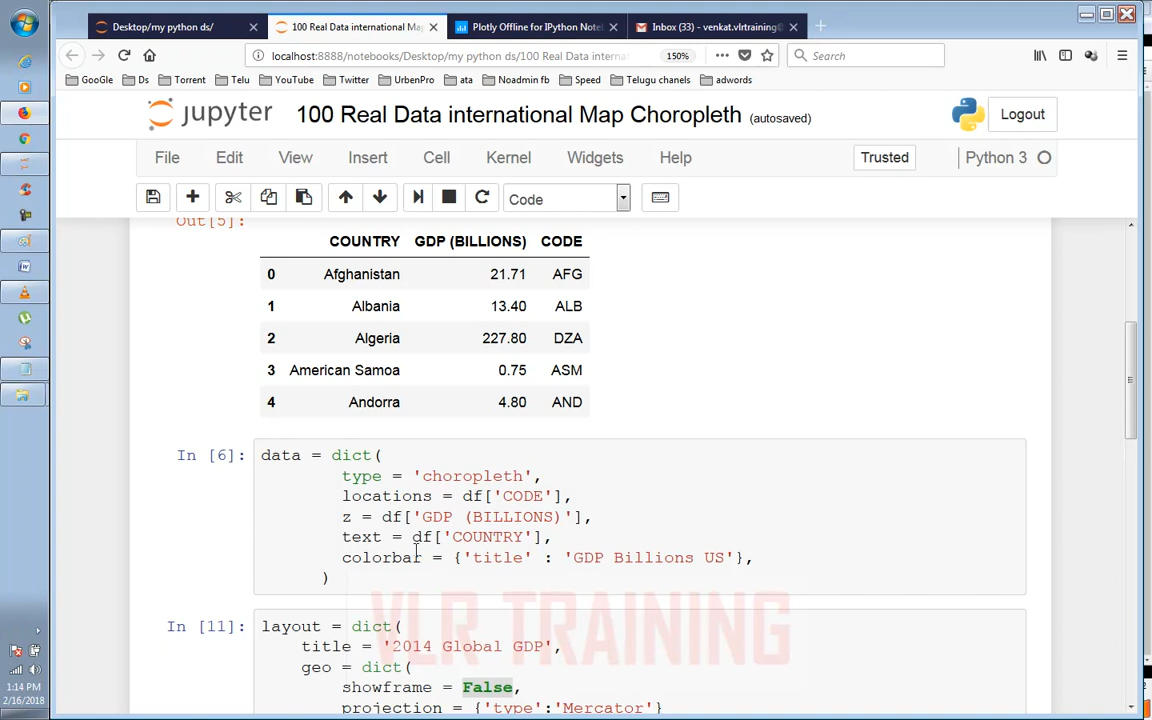 Desktop/my python ds/
100 Real Data international Ma
Plotly Offline for IPython Note
Inbox (33) - venkat.vlrtraining@
localhost:8888/notebooks/Desktop/my python ds/100 Real Data interna
150%
Search
GooGle
Ds
Torrent
Telu
YouTube
Twitter
UrbenPro
ata
Noadmin fb
Speed
Telugu chanels
adwords
jupyter
100 Real Data international Map Choropleth (autosaved)
Logout
File
Edit
View
Insert
Cell
Kernel
Widgets
Help
Trusted
Python 3
Code
Out[5]:
COUNTRY GDP (BILLIONS) CODE
0 Afghanistan 21.71 AFG
1 Albania 13.40 ALB
2 Algeria 227.80 DZA
3 American Samoa 0.75 ASM
4 Andorra 4.80 AND
In [6]:
data = dict(
type = 'choropleth',
locations = df['CODE'],
z = df['GDP (BILLIONS)'],
text = df['COUNTRY'],
colorbar = {'title' : 'GDP Billions US'},
)
In [11]:
layout = dict(
title = '2014 Global GDP',
geo = dict(
showframe = False,
projection = {'type':'Mercator'}
VLR TRAINING
1:14 PM
2/16/2018